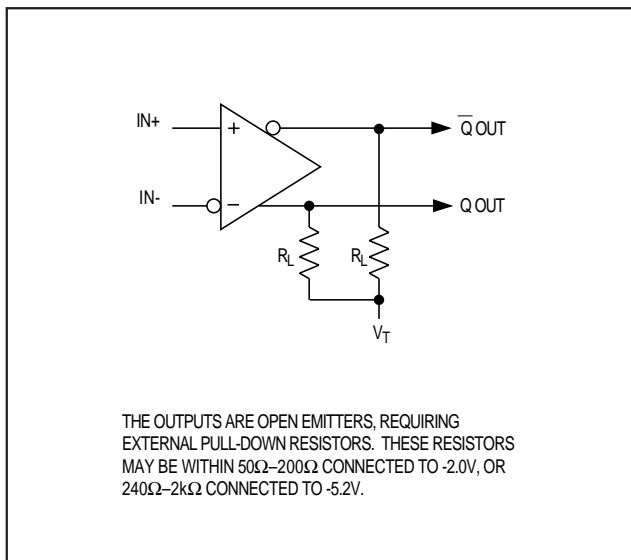 IN+
+
Q̅ OUT
IN-
−
Q OUT
RL
RL
VT
THE OUTPUTS ARE OPEN EMITTERS, REQUIRING
EXTERNAL PULL-DOWN RESISTORS. THESE RESISTORS
MAY BE WITHIN 50Ω–200Ω CONNECTED TO -2.0V, OR
240Ω–2kΩ CONNECTED TO -5.2V.